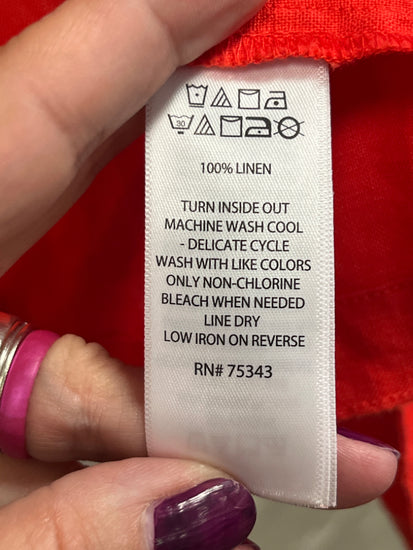 30
100% LINEN
TURN INSIDE OUT
MACHINE WASH COOL
- DELICATE CYCLE
WASH WITH LIKE COLORS
ONLY NON-CHLORINE
BLEACH WHEN NEEDED
LINE DRY
LOW IRON ON REVERSE
RN# 75343